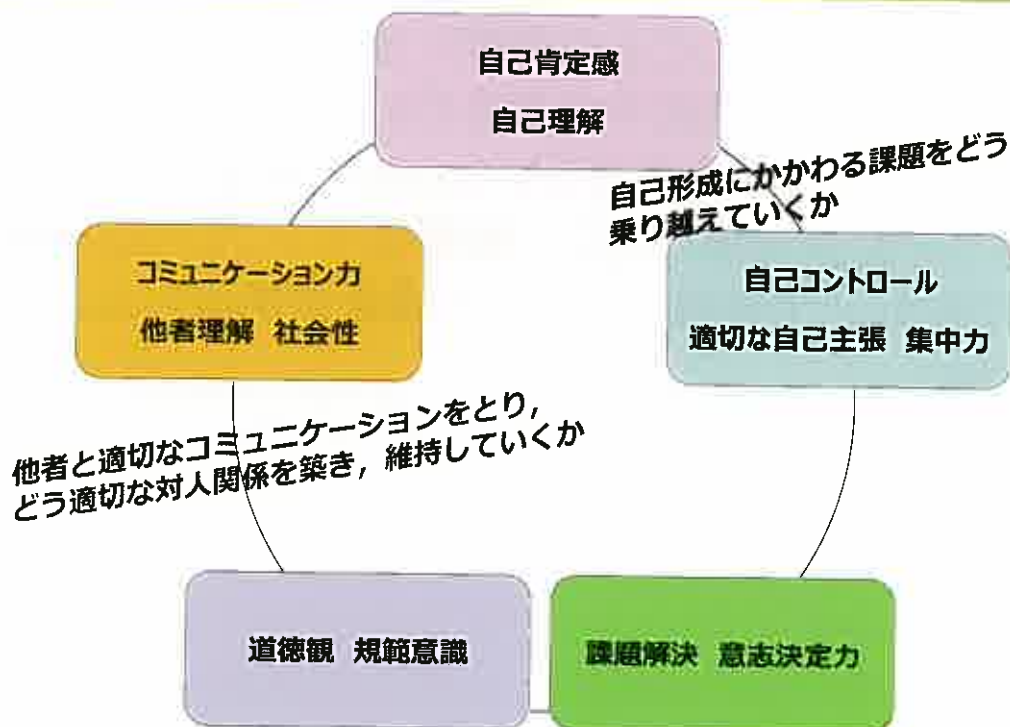 自己肯定感
自己理解
自己形成にかかわる課題をどう
乗り越えていくか
コミュニケーション力
他者理解 社会性
自己コントロール
適切な自己主張 集中力
他者と適切なコミュニケーションをとり，
どう適切な対人関係を築き，維持していくか
道徳観 規範意識
課題解決 意志決定力